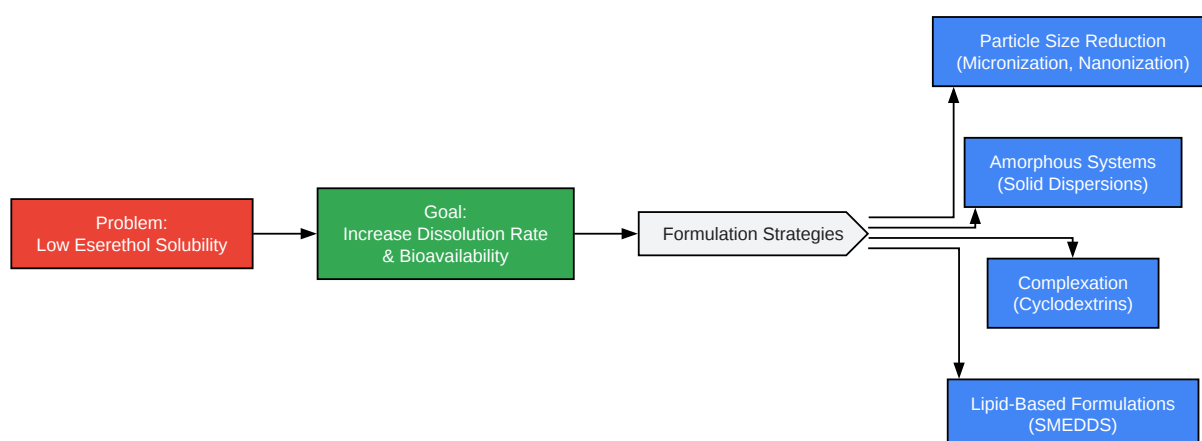 Problem:
Low Eserethol Solubility
Goal:
Increase Dissolution Rate
& Bioavailability
Formulation Strategies
Particle Size Reduction
(Micronization, Nanonization)
Amorphous Systems
(Solid Dispersions)
Complexation
(Cyclodextrins)
Lipid-Based Formulations
(SMEDDS)